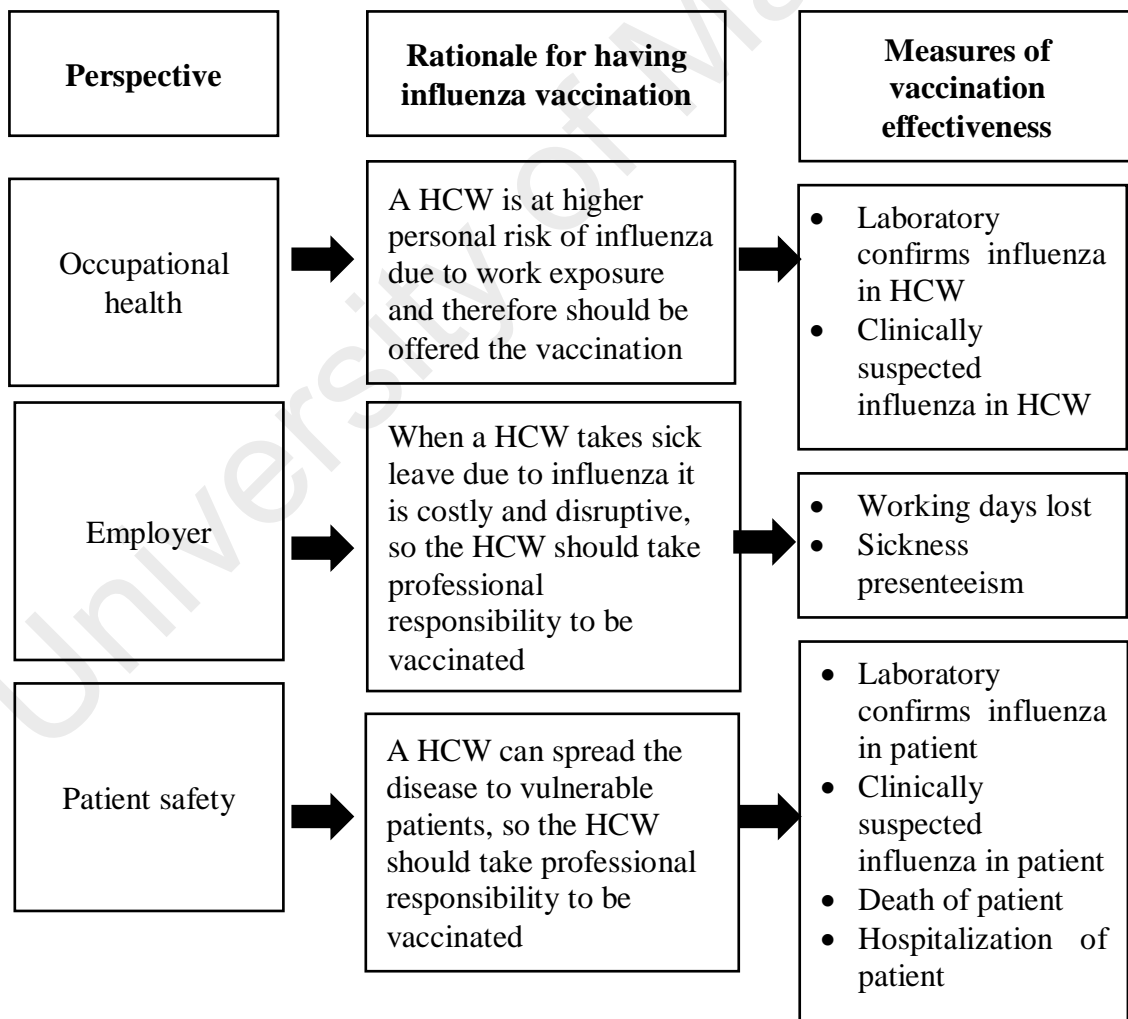 Perspective
Rationale for having
influenza vaccination
Measures of
vaccination
effectiveness
Occupational
health
A HCW is at higher
personal risk of influenza
due to work exposure
and therefore should be
offered the vaccination
• Laboratory
confirms influenza
in HCW
• Clinically
suspected
influenza in HCW
Employer
When a HCW takes sick
leave due to influenza it
is costly and disruptive,
so the HCW should take
professional
responsibility to be
vaccinated
• Working days lost
• Sickness
presenteeism
Patient safety
A HCW can spread the
disease to vulnerable
patients, so the HCW
should take professional
responsibility to be
vaccinated
• Laboratory
confirms influenza
in patient
• Clinically
suspected
influenza in patient
• Death of patient
• Hospitalization of
patient
University of Ma